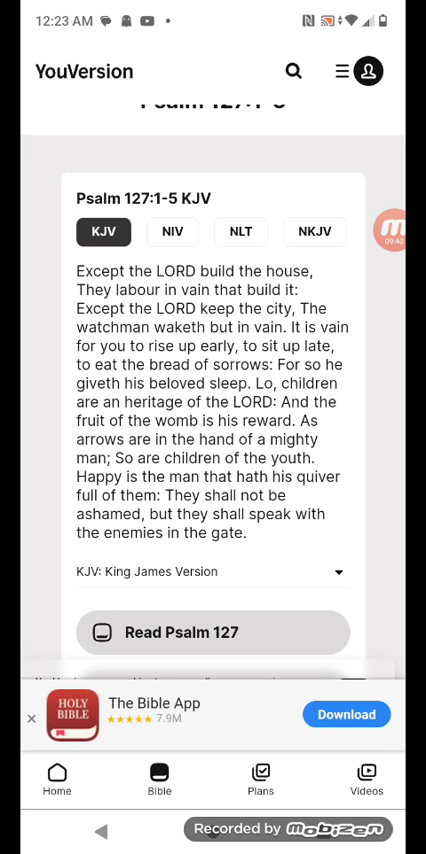 12:23 AM
YouVersion
Psalm 127:1-5
Psalm 127:1-5 KJV
KJV NIV NLT NKJV
09:40
Except the LORD build the house,
They labour in vain that build it:
Except the LORD keep the city, The
watchman waketh but in vain. It is vain
for you to rise up early, to sit up late,
to eat the bread of sorrows: For so he
giveth his beloved sleep. Lo, children
are an heritage of the LORD: And the
fruit of the womb is his reward. As
arrows are in the hand of a mighty
man; So are children of the youth.
Happy is the man that hath his quiver
full of them: They shall not be
ashamed, but they shall speak with
the enemies in the gate.
KJV: King James Version
Read Psalm 127
HOLY
BIBLE
The Bible App
★★★★★ 7.9M
Download
Home Bible Plans Videos
Recorded by mobizen